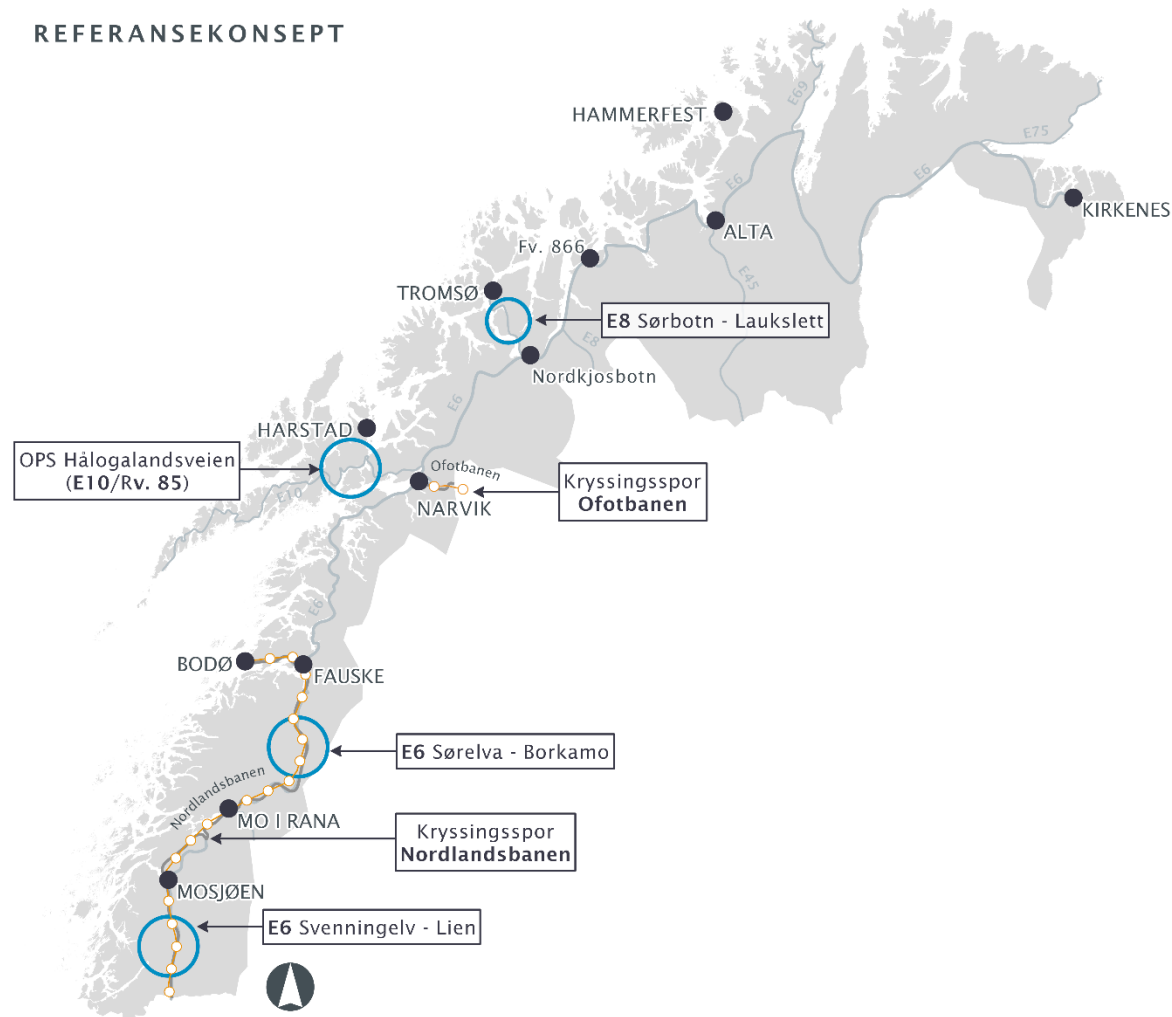 REFERANSEKONSEPT
E69
HAMMERFEST
E75
E6
E6
KIRKENES
ALTA
Fv. 866
E45
TROMSØ
E8 Sørbotn - Laukslett
E8
Nordkjosbotn
E6
HARSTAD
OPS Hålogalandsveien
(E10/Rv. 85)
Ofotbanen
E10
NARVIK
Kryssingsspor
Ofotbanen
E6
BODØ
FAUSKE
E6 Sørelva - Borkamo
Nordlandsbanen
MO I RANA
Kryssingsspor
Nordlandsbanen
MOSJØEN
E6 Svenningelv - Lien